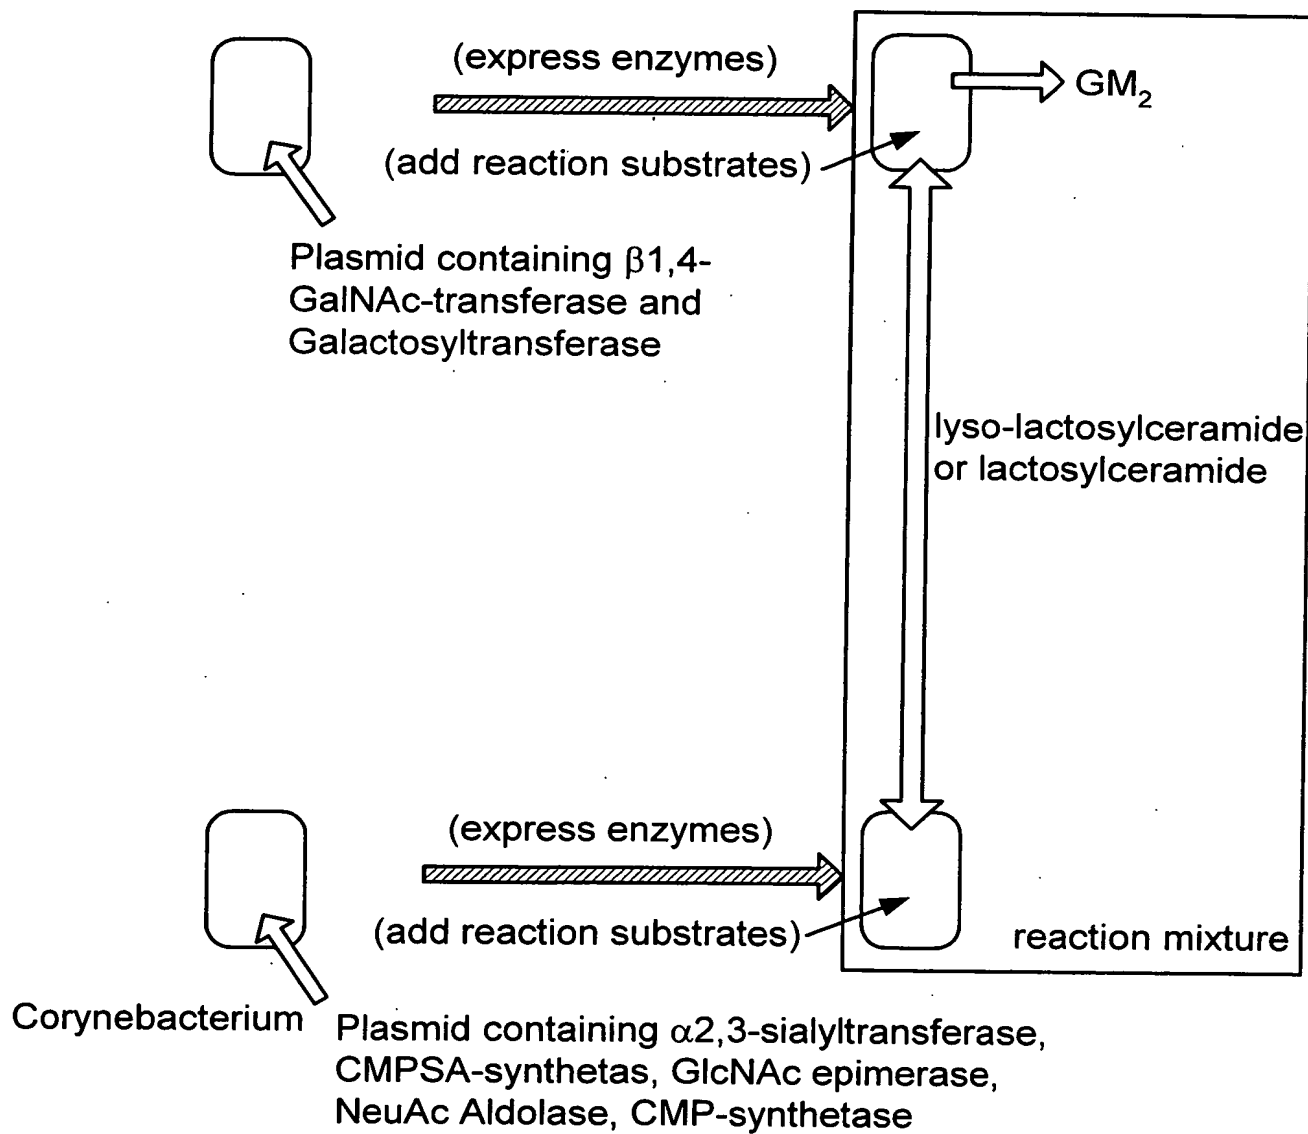 (express enzymes)
GM₂
(add reaction substrates)
Plasmid containing β1,4-
GalNAc-transferase and
Galactosyltransferase
lyso-lactosylceramide
or lactosylceramide
(express enzymes)
(add reaction substrates)
reaction mixture
Corynebacterium
Plasmid containing α2,3-sialyltransferase,
CMPSA-synthetas, GlcNAc epimerase,
NeuAc Aldolase, CMP-synthetase